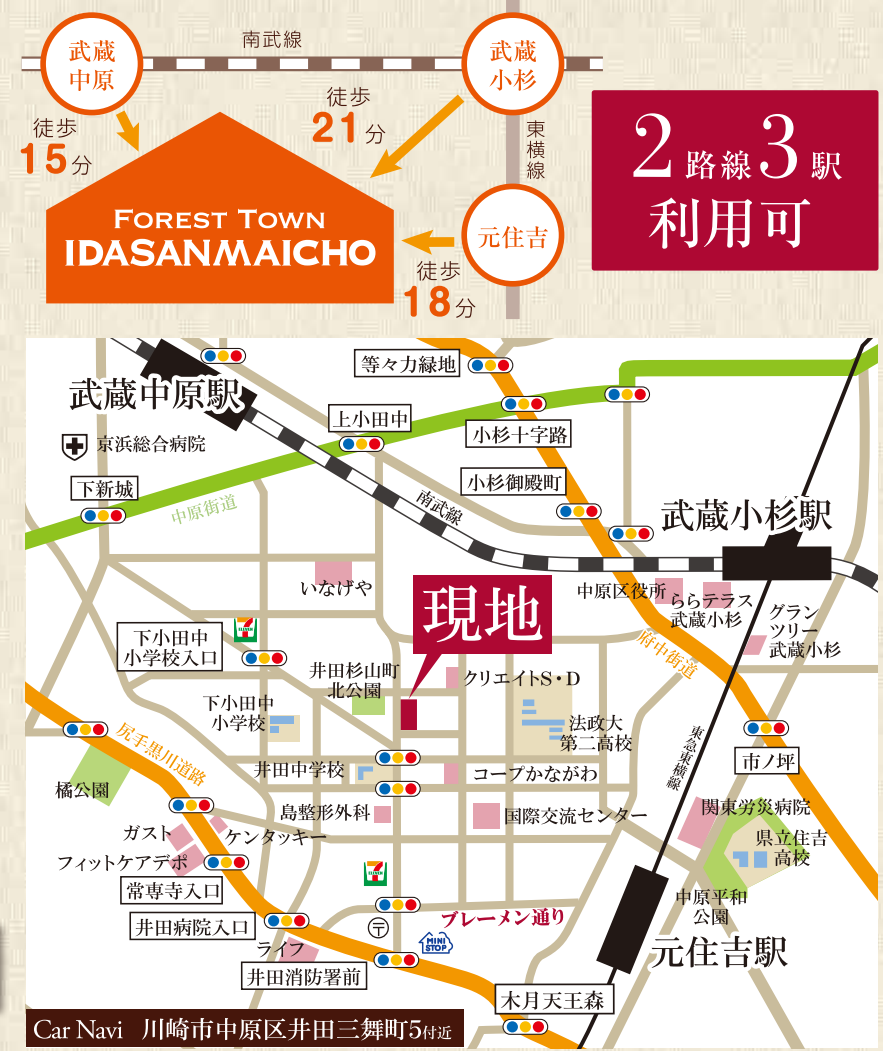 武蔵
中原
南武線
武蔵
小杉
徒歩
15分
徒歩
21分
東横線
2路線3駅
利用可
FOREST TOWN
IDASANMAICHO
元住吉
徒歩
18分
等々力緑地
武蔵中原駅
上小田中
小杉十字路
京浜総合病院
小杉御殿町
下新城
中原街道
南武線
武蔵小杉駅
いなげや
中原区役所
ららテラス
武蔵小杉
現地
グラン
ツリー
武蔵小杉
7
ELEVEN
下小田中
小学校入口
府中街道
井田杉山町
北公園
クリエイトS・D
下小田中
小学校
法政大
第二高校
尻手黒川道路
東急東横線
市ノ坪
井田中学校
コープかながわ
橘公園
島整形外科
国際交流センター
関東労災病院
ガスト
ケンタッキー
県立住吉
高校
フィットケアデポ
7
ELEVEN
常専寺入口
中原平和
公園
井田病院入口
〒
ブレーメン通り
MINI
STOP
ライフ
元住吉駅
井田消防署前
木月天王森
Car Navi 川崎市中原区井田三舞町5付近